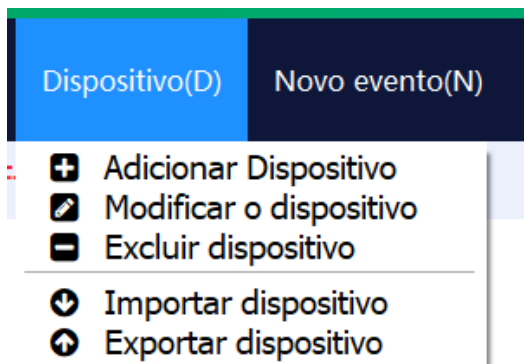 Dispositivo(D) Novo evento(N)
Adicionar Dispositivo
Modificar o dispositivo
Excluir dispositivo
Importar dispositivo
Exportar dispositivo